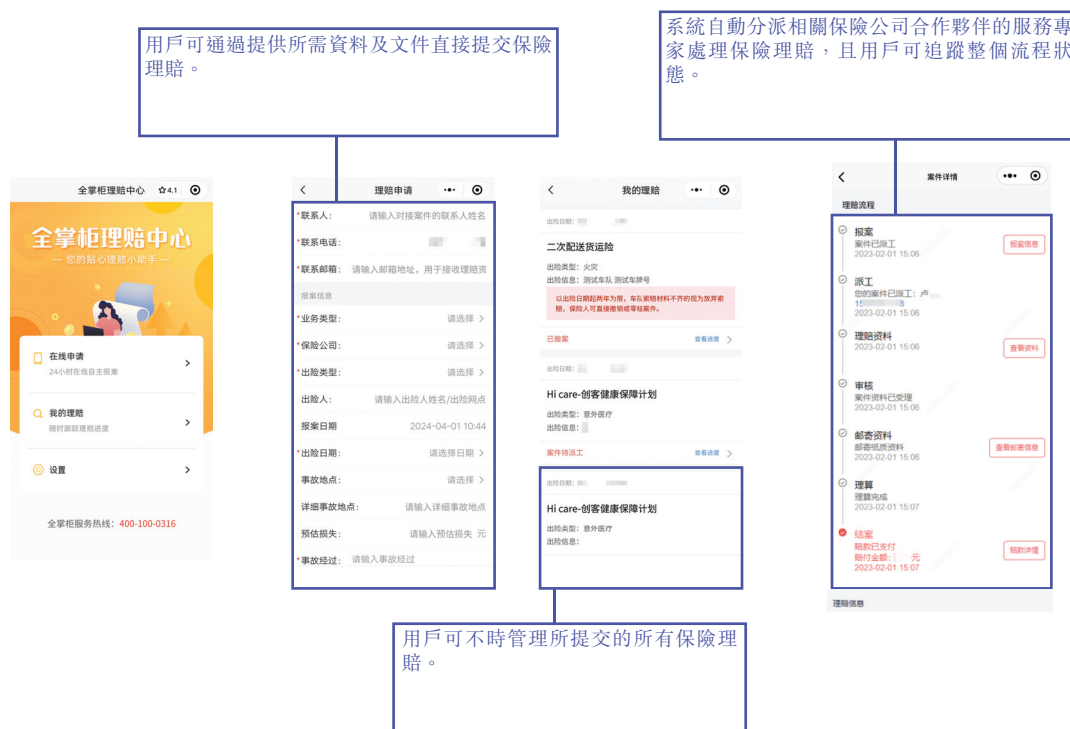 用戶可通過提供所需資料及文件直接提交保險
理賠。
系統自動分派相關保險公司合作夥伴的服務專
家處理保險理賠，且用戶可追蹤整個流程狀
態。
全掌柜理赔中心 4.1
全掌柜理赔中心
— 您的贴心理赔小助手 —
在线申请
24小时在线自主报案
我的理赔
随时跟踪理赔进度
设置
全掌柜服务热线：400-100-0316
理赔申请
*联系人： 请输入对接案件的联系人姓名
*联系电话：
*联系邮箱： 请输入邮箱地址，用于接收理赔资
报案信息
*业务类型： 请选择 >
*保险公司： 请选择 >
*出险类型： 请选择 >
出险人： 请输入出险人姓名/出险网点
报案日期 2024-04-01 10:44
*出险日期： 请选择日期 >
事故地点： 请选择 >
详细事故地点： 请输入详细事故地点
预估损失： 请输入预估损失 元
*事故经过： 请输入事故经过
我的理赔
出险日期：
二次配送货运险
出险类型：火灾
出险信息：测试车队 测试车牌号
以出险日期起两年为限，车队索赔材料不齐的视为放弃索
赔，保险人可直接撤销或零结案件。
已撤案 查看进度 >
出险日期：
Hi care-创客健康保障计划
出险类型：意外医疗
出险信息：
案件待派工 查看进度 >
出险日期：
Hi care-创客健康保障计划
出险类型：意外医疗
出险信息：
案件详情
理赔流程
报案
案件已派工
2023-02-01 15:06
报案信息
派工
您的案件已派工：卢
15 8
2023-02-01 15:06
理赔资料
2023-02-01 15:06
查看资料
审核
案件资料已受理
2023-02-01 15:06
邮寄资料
邮寄纸质资料
2023-02-01 15:06
查看邮寄信息
理算
理算完成
2023-02-01 15:07
结案
赔款已支付
赔付金额： 元
2023-02-01 15:07
赔款详情
理赔信息
用戶可不時管理所提交的所有保險理
賠。